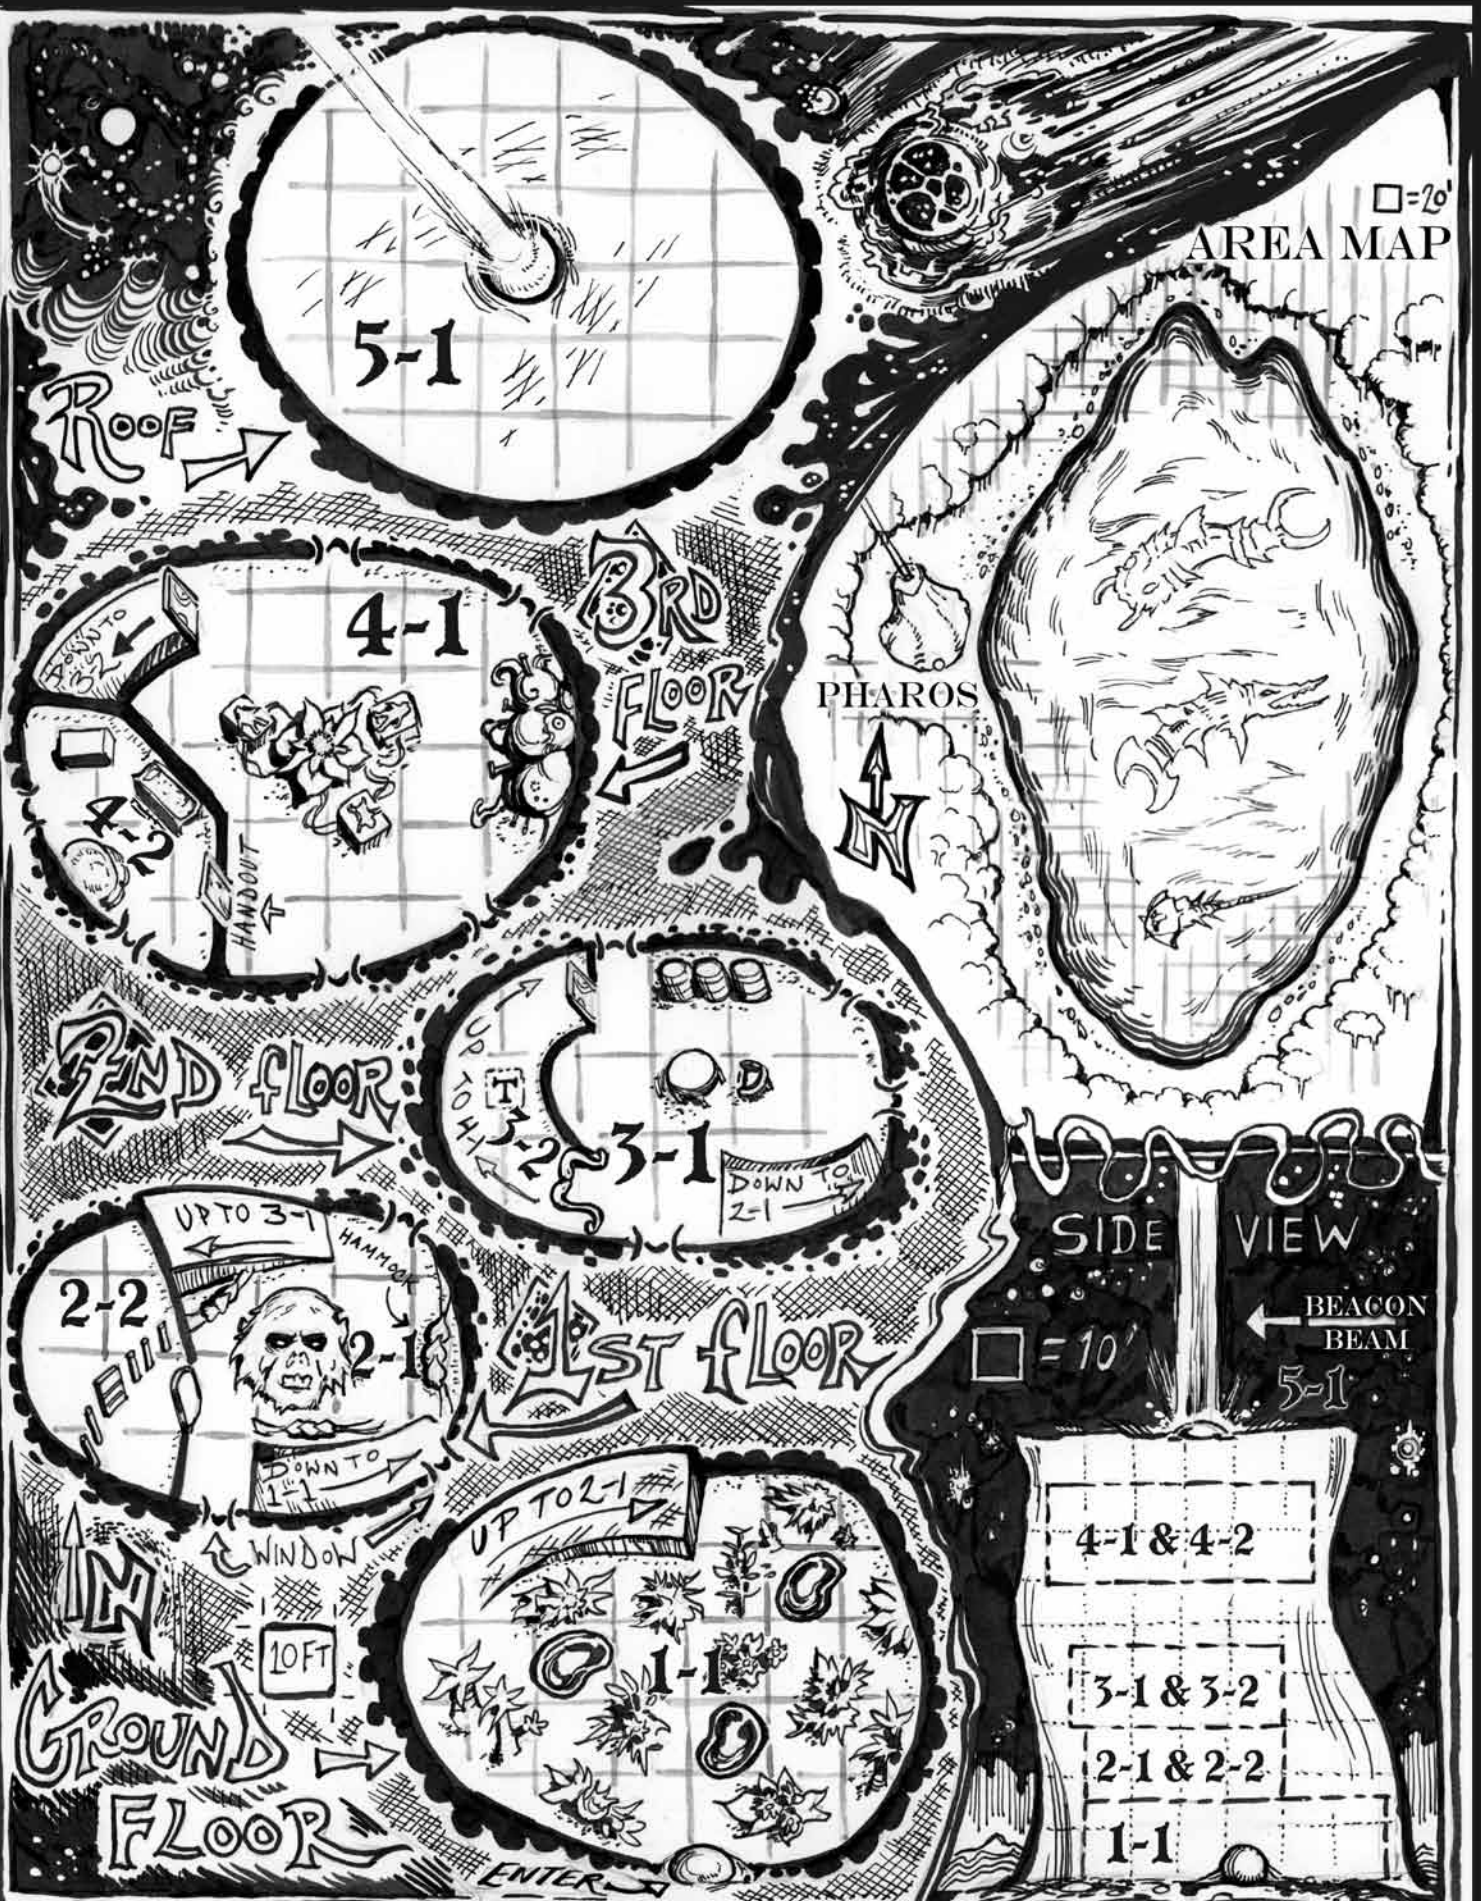 □=20'
AREA MAP
5-1
ROOF
3RD
FLOOR
4-1
DOWN TO
3-2
4-2
HANDOUT
PHAROS
N
2ND FLOOR
UP TO 4-1
T
3-2
3-1
DOWN TO
2-1
UP TO 3-1
HAMMOCK
2-2
2-1
1ST FLOOR
DOWN TO
1-1
WINDOW
N
10FT
GROUND
FLOOR
UP TO 2-1
1-1
ENTER
SIDE VIEW
□ = 10'
BEACON
BEAM
5-1
4-1 & 4-2
3-1 & 3-2
2-1 & 2-2
1-1